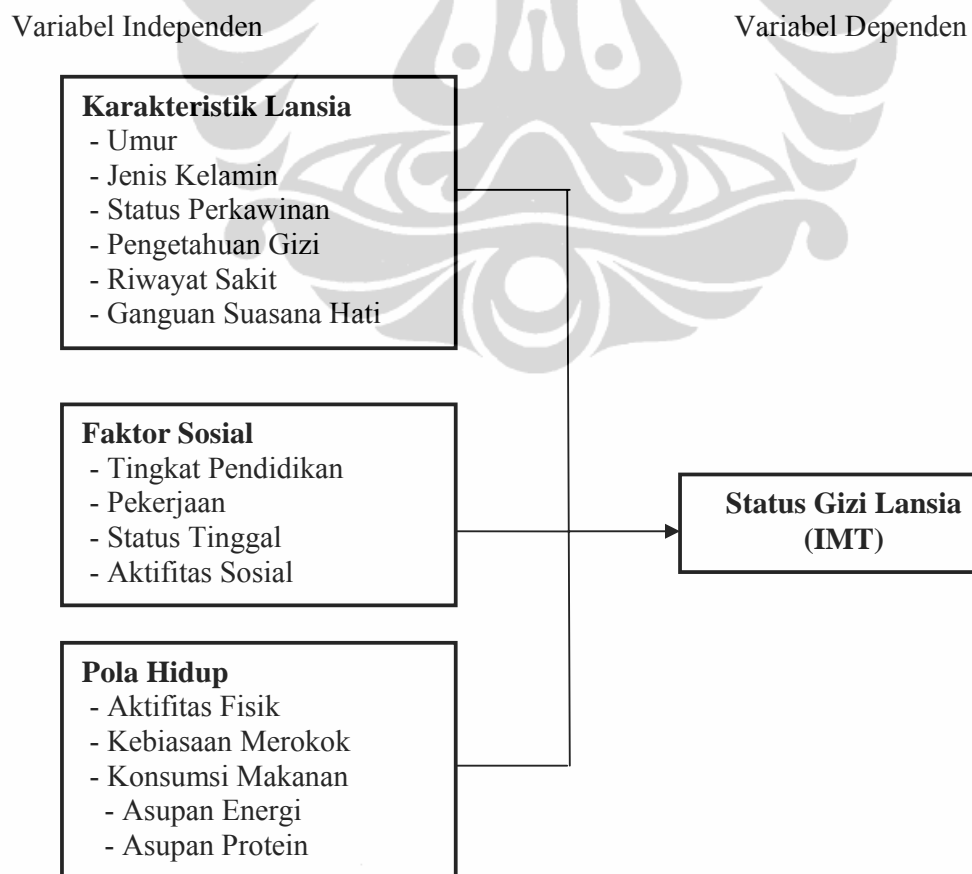 Variabel Independen
Variabel Dependen
Karakteristik Lansia
- Umur
- Jenis Kelamin
- Status Perkawinan
- Pengetahuan Gizi
- Riwayat Sakit
- Ganguan Suasana Hati
Faktor Sosial
- Tingkat Pendidikan
- Pekerjaan
- Status Tinggal
- Aktifitas Sosial
Pola Hidup
- Aktifitas Fisik
- Kebiasaan Merokok
- Konsumsi Makanan
- Asupan Energi
- Asupan Protein
Status Gizi Lansia
(IMT)